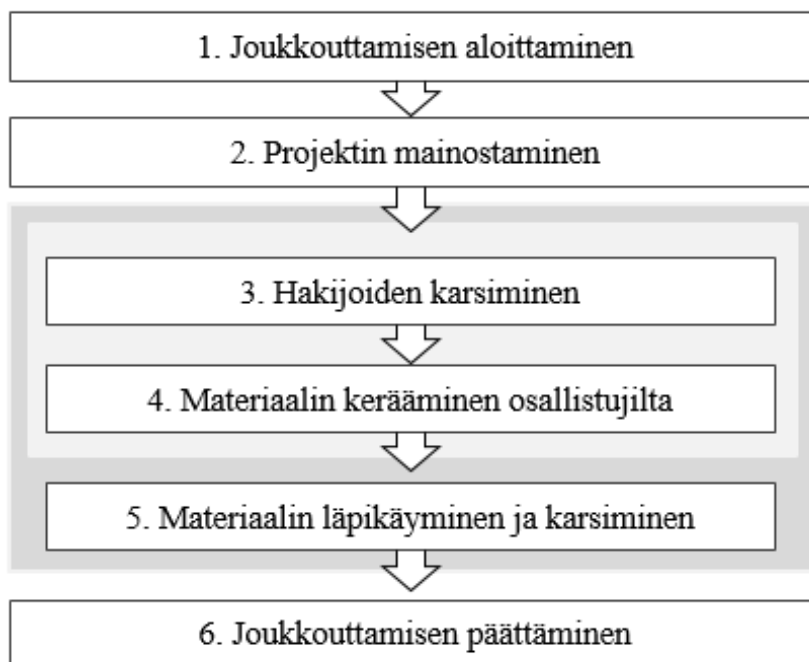 1. Joukkouttamisen aloittaminen
2. Projektin mainostaminen
3. Hakijoiden karsiminen
4. Materiaalin kerääminen osallistujilta
5. Materiaalin läpikäyminen ja karsiminen
6. Joukkouttamisen päättäminen